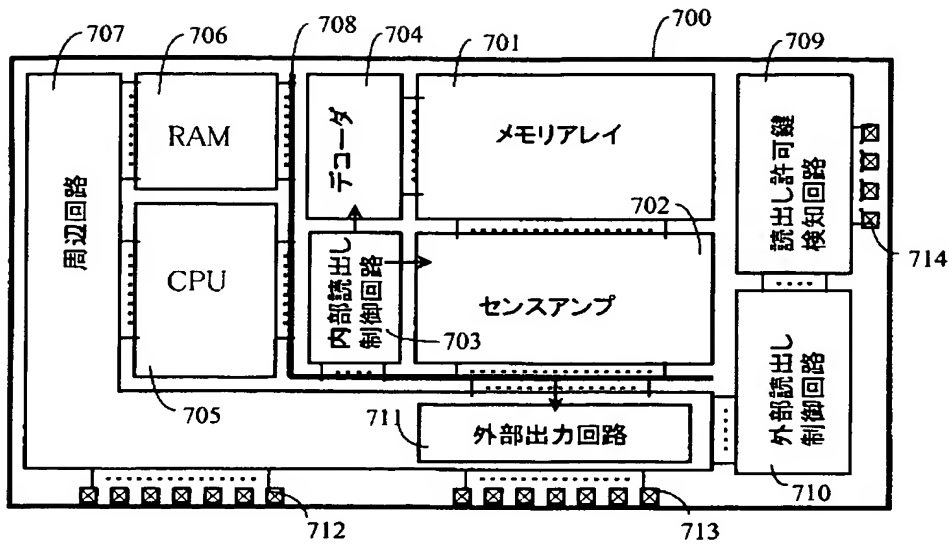 707
706
708
704
701
700
709
RAM
デコーダ
メモリアレイ
読出し許可鍵
検知回路
周辺回路
702
714
CPU
内部読出し
制御回路
センスアンプ
703
705
711
外部出力回路
外部読出し
制御回路
710
712
713